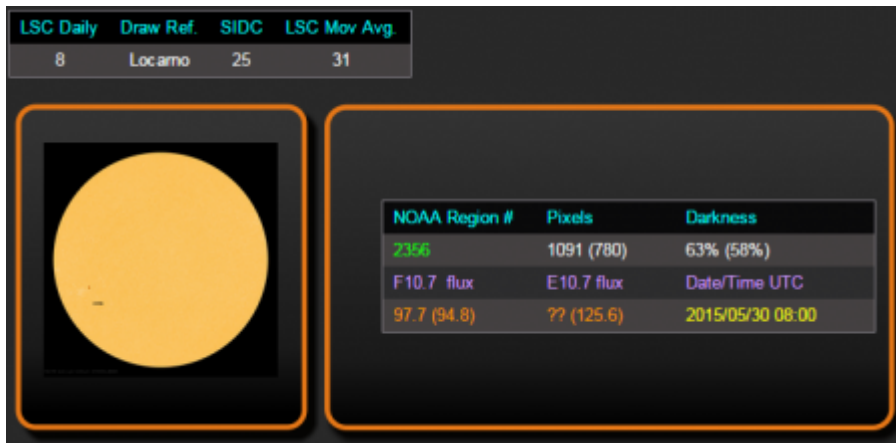 LSC Daily Draw Ref. SIDC LSC Mov Avg.
8 Locarno 25 31
NOAA Region # Pixels Darkness
2356 1091 (780) 63% (58%)
F10.7 flux E10.7 flux Date/Time UTC
97.7 (94.8) ?? (125.6) 2015/05/30 08:00